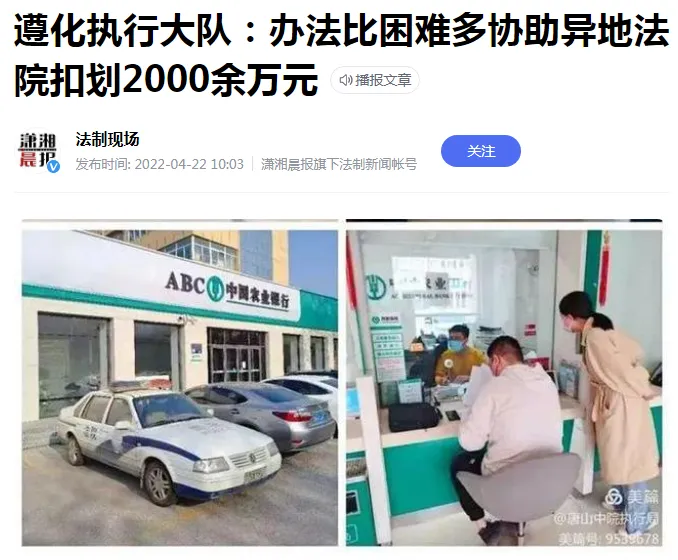 遵化执行大队：办法比困难多协助异地法
院扣划2000余万元
播报文章
潇湘
晨报
法制现场
发布时间: 2022-04-22 10:03
潇湘晨报旗下法制新闻帐号
关注
ABC 中国农业银行
美篇
@唐山中院执行局
美篇号: 9539678